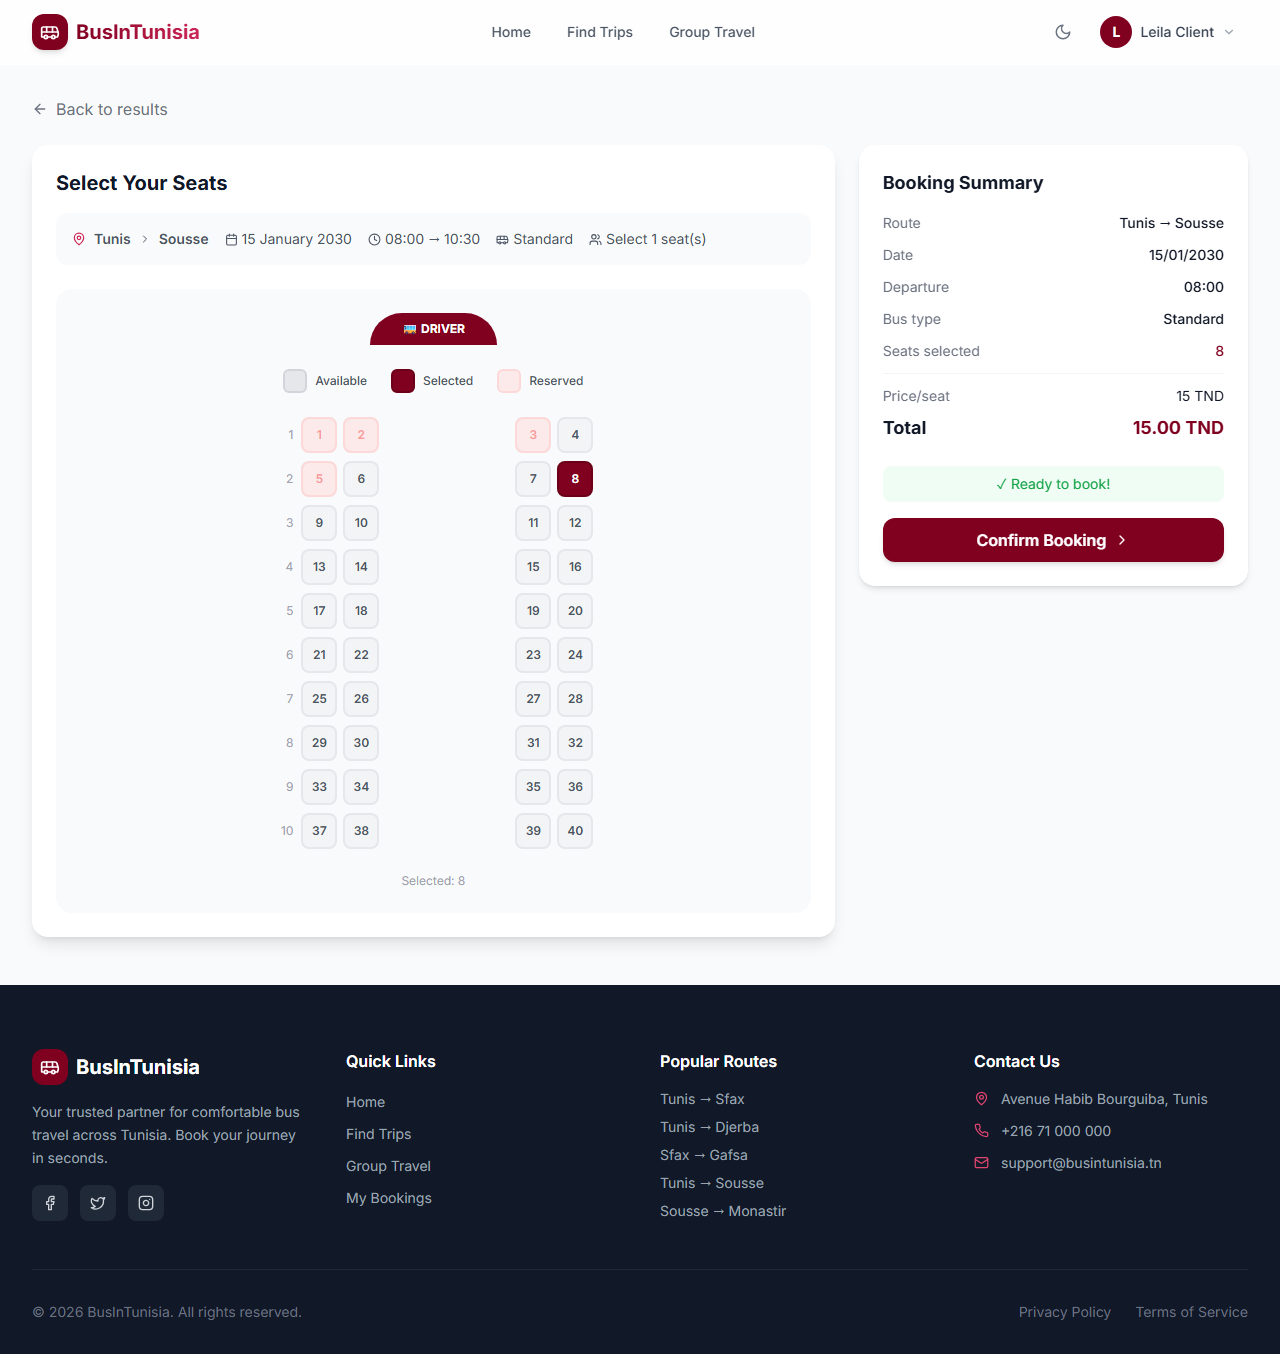 BusInTunisia
Home
Find Trips
Group Travel
L
Leila Client
Back to results
Select Your Seats
Tunis > Sousse 15 January 2030 08:00 → 10:30 Standard Select 1 seat(s)
DRIVER
Available
Selected
Reserved
1 1 2 3 4
2 5 6 7 8
3 9 10 11 12
4 13 14 15 16
5 17 18 19 20
6 21 22 23 24
7 25 26 27 28
8 29 30 31 32
9 33 34 35 36
10 37 38 39 40
Selected: 8
Booking Summary
Route Tunis → Sousse
Date 15/01/2030
Departure 08:00
Bus type Standard
Seats selected 8
Price/seat 15 TND
Total 15.00 TND
✓ Ready to book!
Confirm Booking
BusInTunisia
Your trusted partner for comfortable bus
travel across Tunisia. Book your journey
in seconds.
Quick Links
Home
Find Trips
Group Travel
My Bookings
Popular Routes
Tunis → Sfax
Tunis → Djerba
Sfax → Gafsa
Tunis → Sousse
Sousse → Monastir
Contact Us
Avenue Habib Bourguiba, Tunis
+216 71 000 000
support@busintunisia.tn
© 2026 BusInTunisia. All rights reserved.
Privacy Policy
Terms of Service